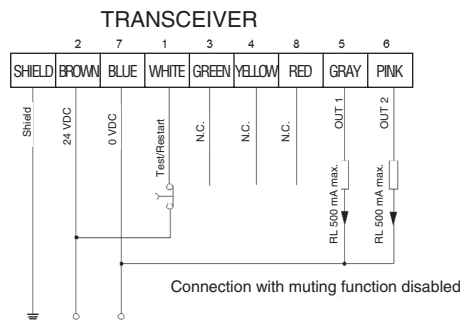 TRANSCEIVER
2 7 1 3 4 8 5 6
SHIELD BROWN BLUE WHITE GREEN YELLOW RED GRAY PINK
Shield
24 VDC
0 VDC
Test/Restart
N.C.
N.C.
N.C.
OUT 1
OUT 2
RL 500 mA max.
RL 500 mA max.
Connection with muting function disabled